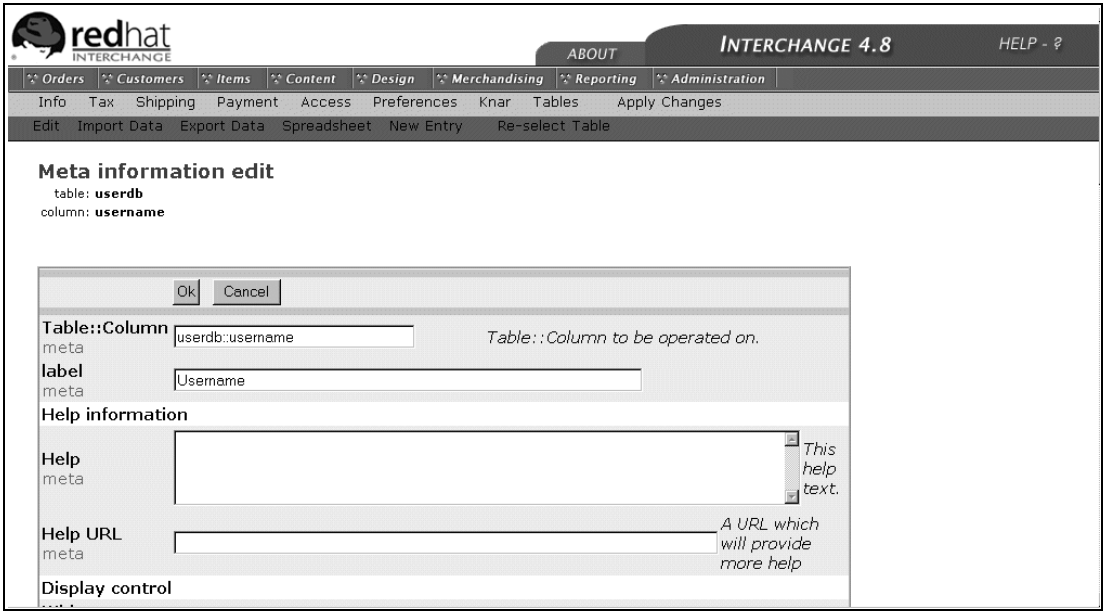 redhat
INTERCHANGE
ABOUT
INTERCHANGE 4.8
HELP - ?
Orders Customers Items Content Design Merchandising Reporting Administration
Info Tax Shipping Payment Access Preferences Knar Tables Apply Changes
Edit Import Data Export Data Spreadsheet New Entry Re-select Table
Meta information edit
table: userdb
column: username
Ok Cancel
Table::Column
meta
userdb::username
Table::Column to be operated on.
label
meta
Username
Help information
Help
meta
This
help
text.
Help URL
meta
A URL which
will provide
more help
Display control